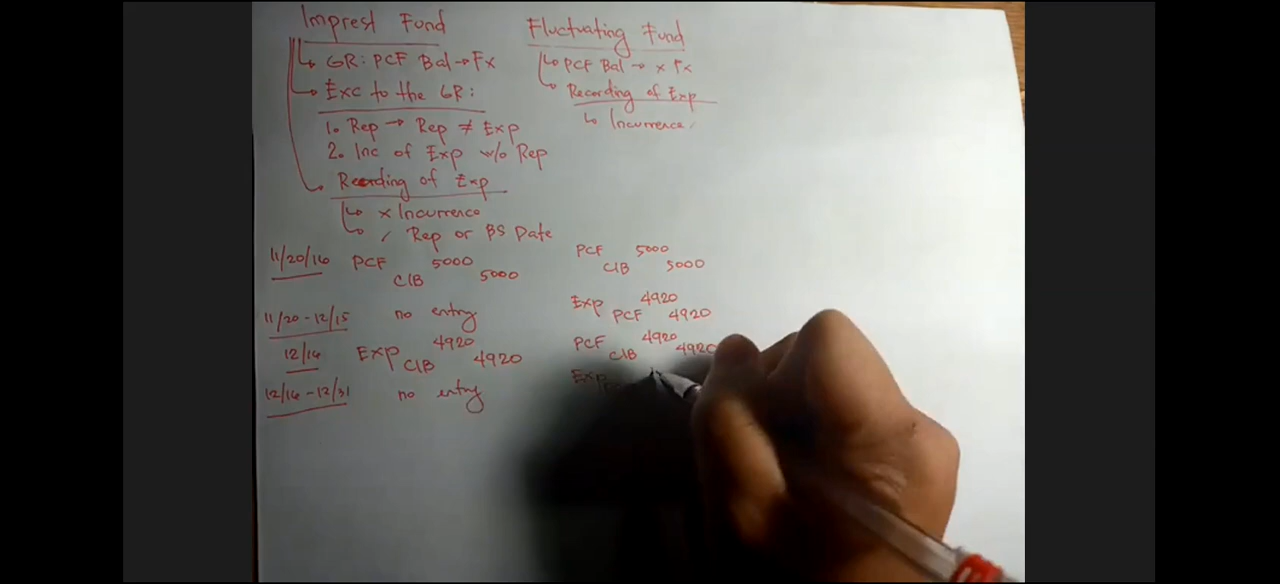 Imprest Fund
GR: PCF Bal → Fx
Exc to the GR:
1. Rep → Rep ≠ Exp
2. Inc of Exp w/o Rep
Recording of Exp
x Incurrence
/ Rep or BS Date
Fluctuating Fund
PCF Bal → x Fx
Recording of Exp
Incurrence
11/20/16 PCF 5000
CIB 5000
PCF 5000
CIB 5000
11/20 - 12/15 no entry
Exp 4920
PCF 4920
12/16 Exp 4920
CIB 4920
PCF 4920
CIB 4920
12/16 - 12/31 no entry
Exp